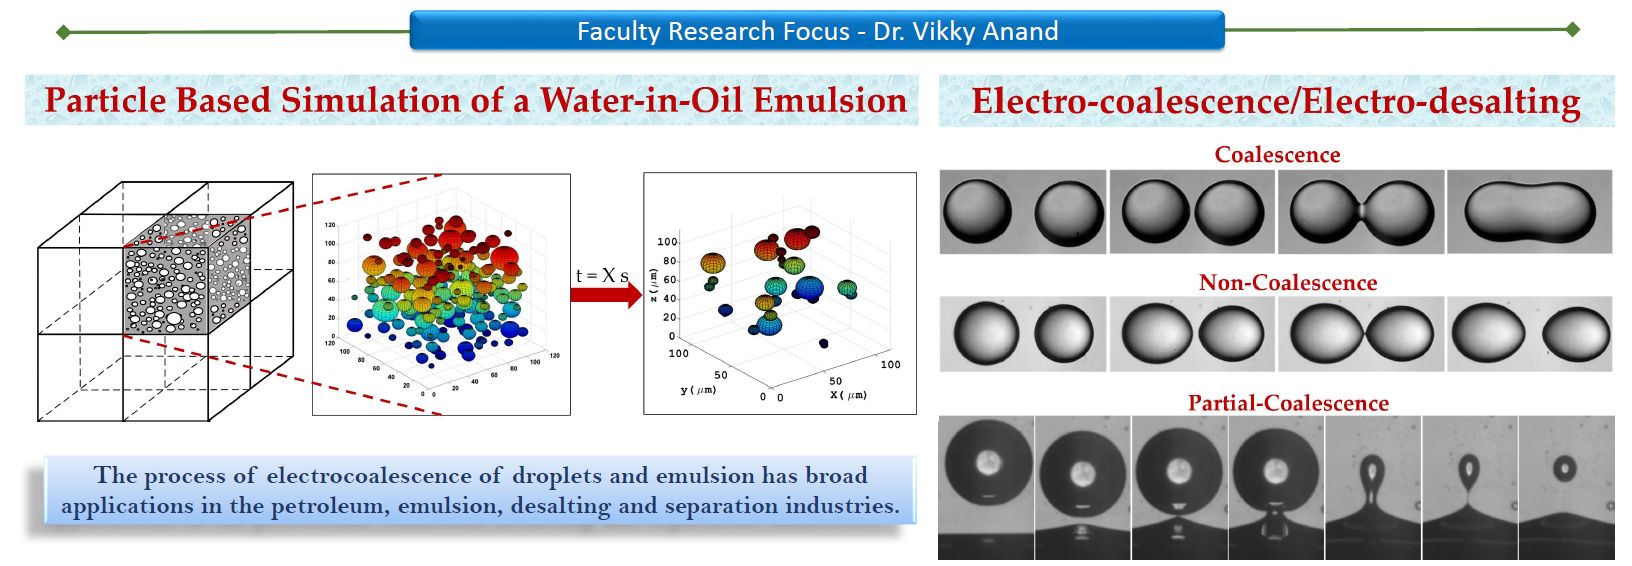 Faculty Research Focus - Dr. Vikky Anand
Particle Based Simulation of a Water-in-Oil Emulsion
120
100
80
60
40
20
0
120
100
80
60
40
20
0
0
20
40
60
80
100
120
t = X s
100
80
60
40
20
0
z(μm)
100
50
0
y(μm)
0
50
100
X(μm)
The process of electrocoalescence of droplets and emulsion has broad
applications in the petroleum, emulsion, desalting and separation industries.
Electro-coalescence/Electro-desalting
Coalescence
Non-Coalescence
Partial-Coalescence